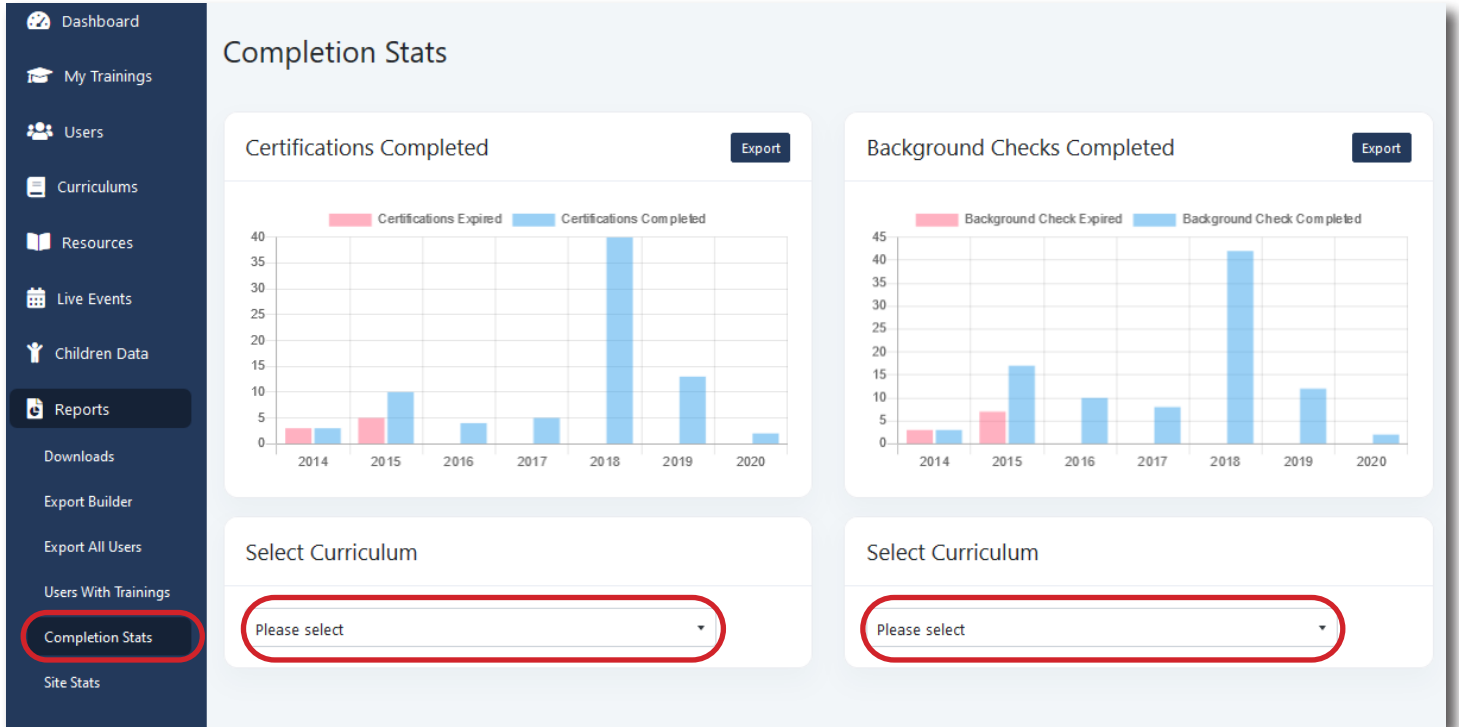 Dashboard
My Trainings
Users
Curriculums
Resources
Live Events
Children Data
Reports
Downloads
Export Builder
Export All Users
Users With Trainings
Completion Stats
Site Stats
Completion Stats
Certifications Completed
Export
Certifications Expired Certifications Completed
40
35
30
25
20
15
10
5
0
2014 2015 2016 2017 2018 2019 2020
Background Checks Completed
Export
Background Check Expired Background Check Completed
45
40
35
30
25
20
15
10
5
0
2014 2015 2016 2017 2018 2019 2020
Select Curriculum
Please select
Select Curriculum
Please select